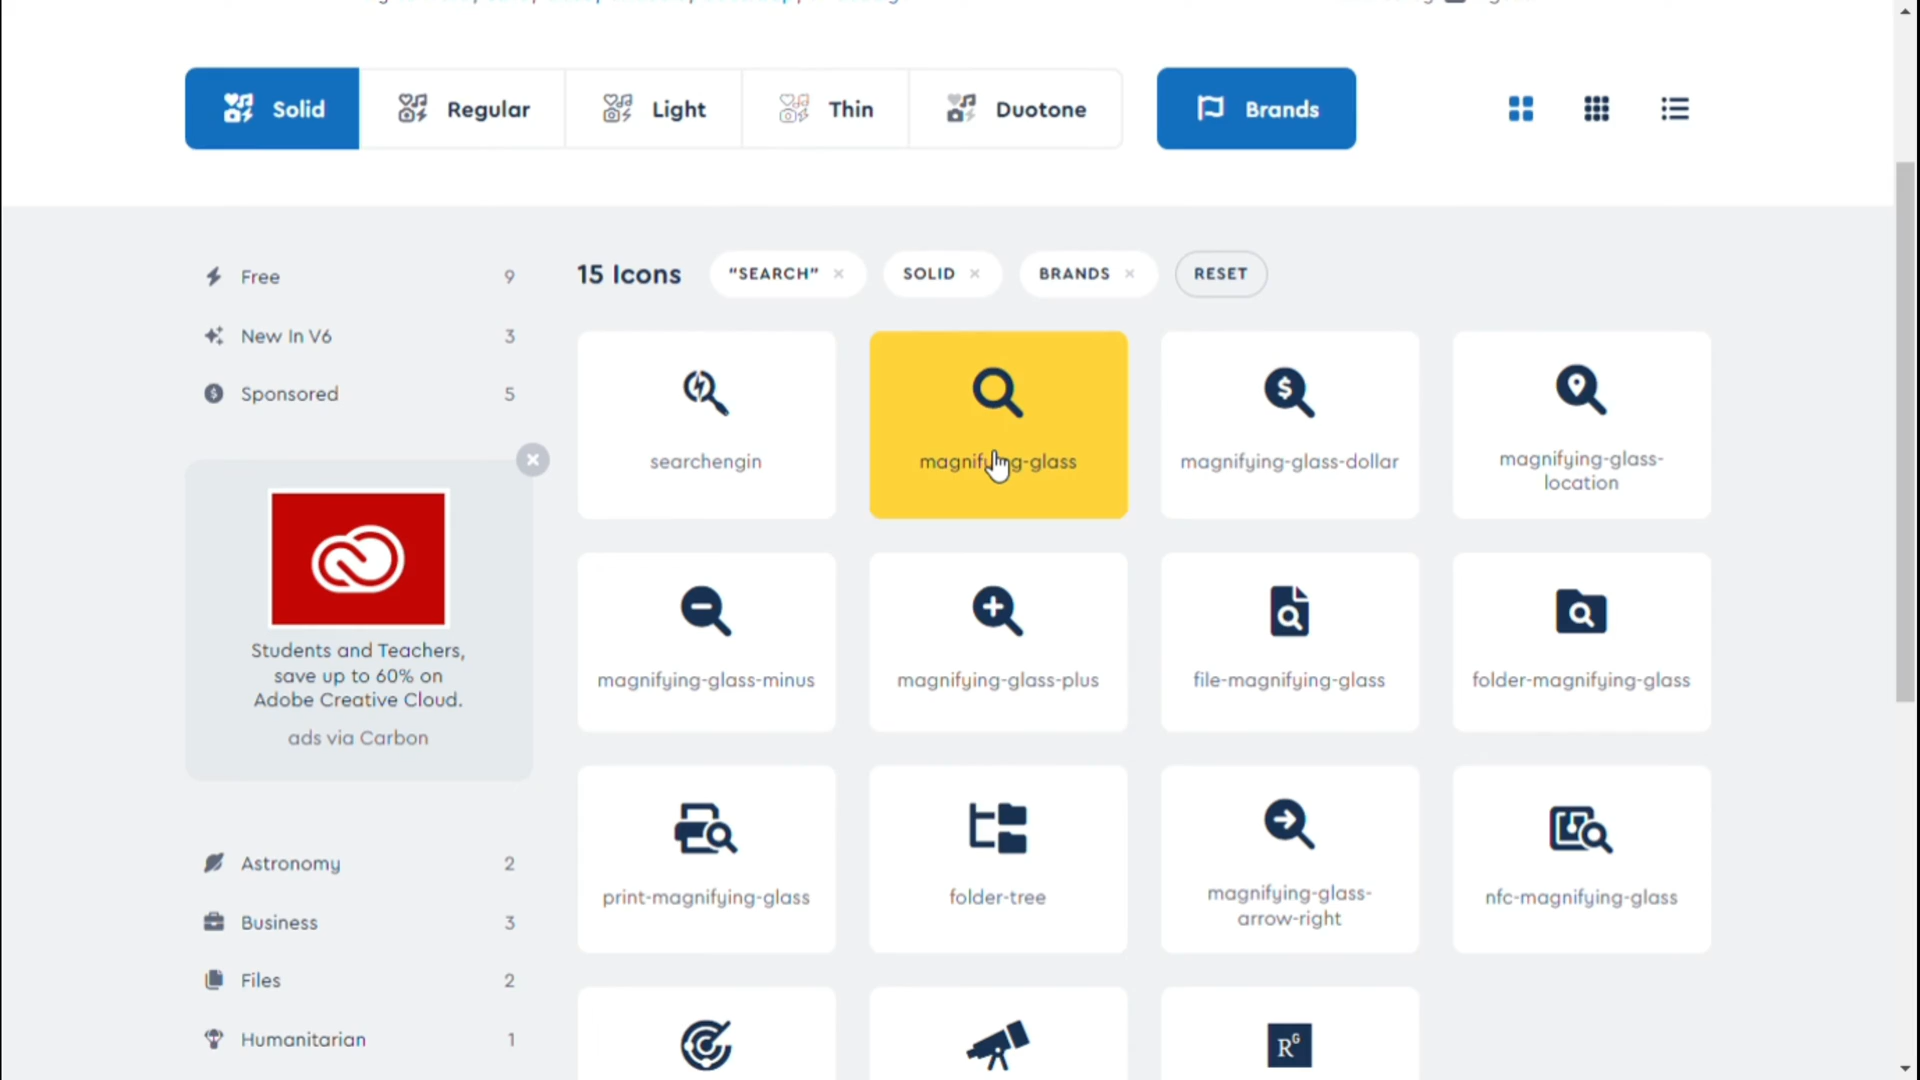 Solid
Regular
Light
Thin
Duotone
Brands
Free 9
New In V6 3
Sponsored 5
Students and Teachers,
save up to 60% on
Adobe Creative Cloud.
ads via Carbon
Astronomy 2
Business 3
Files 2
Humanitarian 1
15 Icons
"SEARCH" ×
SOLID ×
BRANDS ×
RESET
searchengin
magnifying-glass
magnifying-glass-dollar
magnifying-glass-
location
magnifying-glass-minus
magnifying-glass-plus
file-magnifying-glass
folder-magnifying-glass
print-magnifying-glass
folder-tree
magnifying-glass-
arrow-right
nfc-magnifying-glass
RG